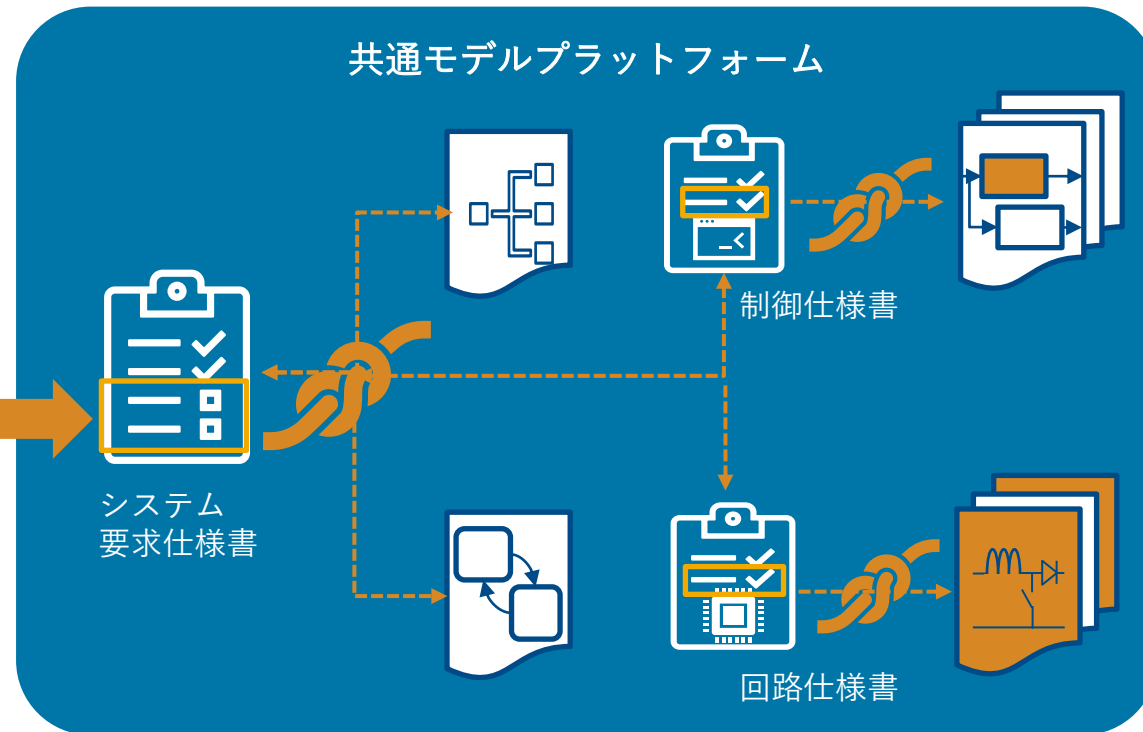 共通モデルプラットフォーム
制御仕様書
システム
要求仕様書
回路仕様書